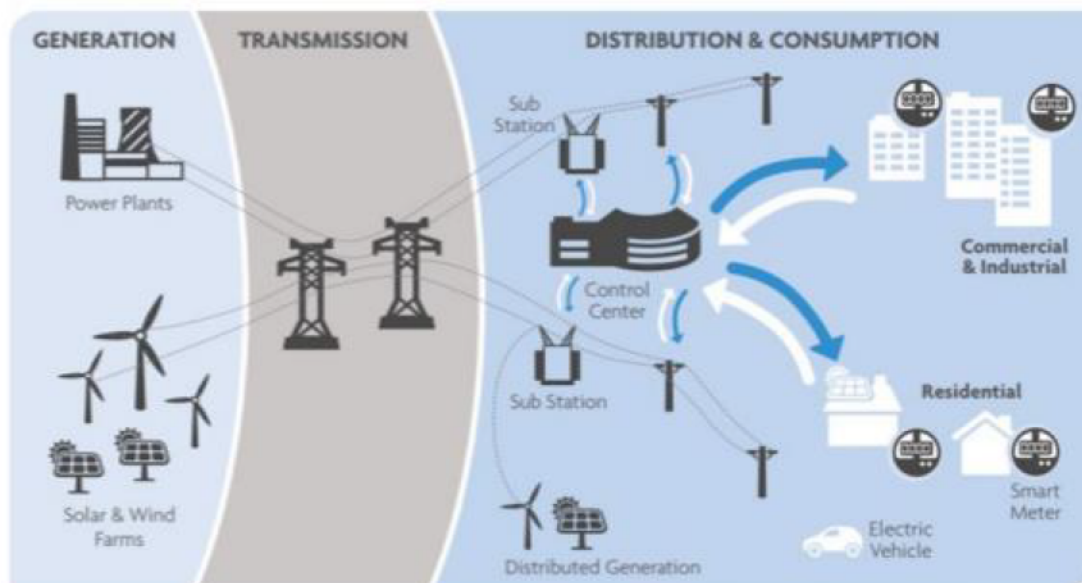 GENERATION
TRANSMISSION
DISTRIBUTION & CONSUMPTION
Power Plants
Solar & Wind
Farms
Sub
Station
Control
Center
Sub Station
Distributed Generation
Commercial
& Industrial
Residential
Smart
Meter
Electric
Vehicle